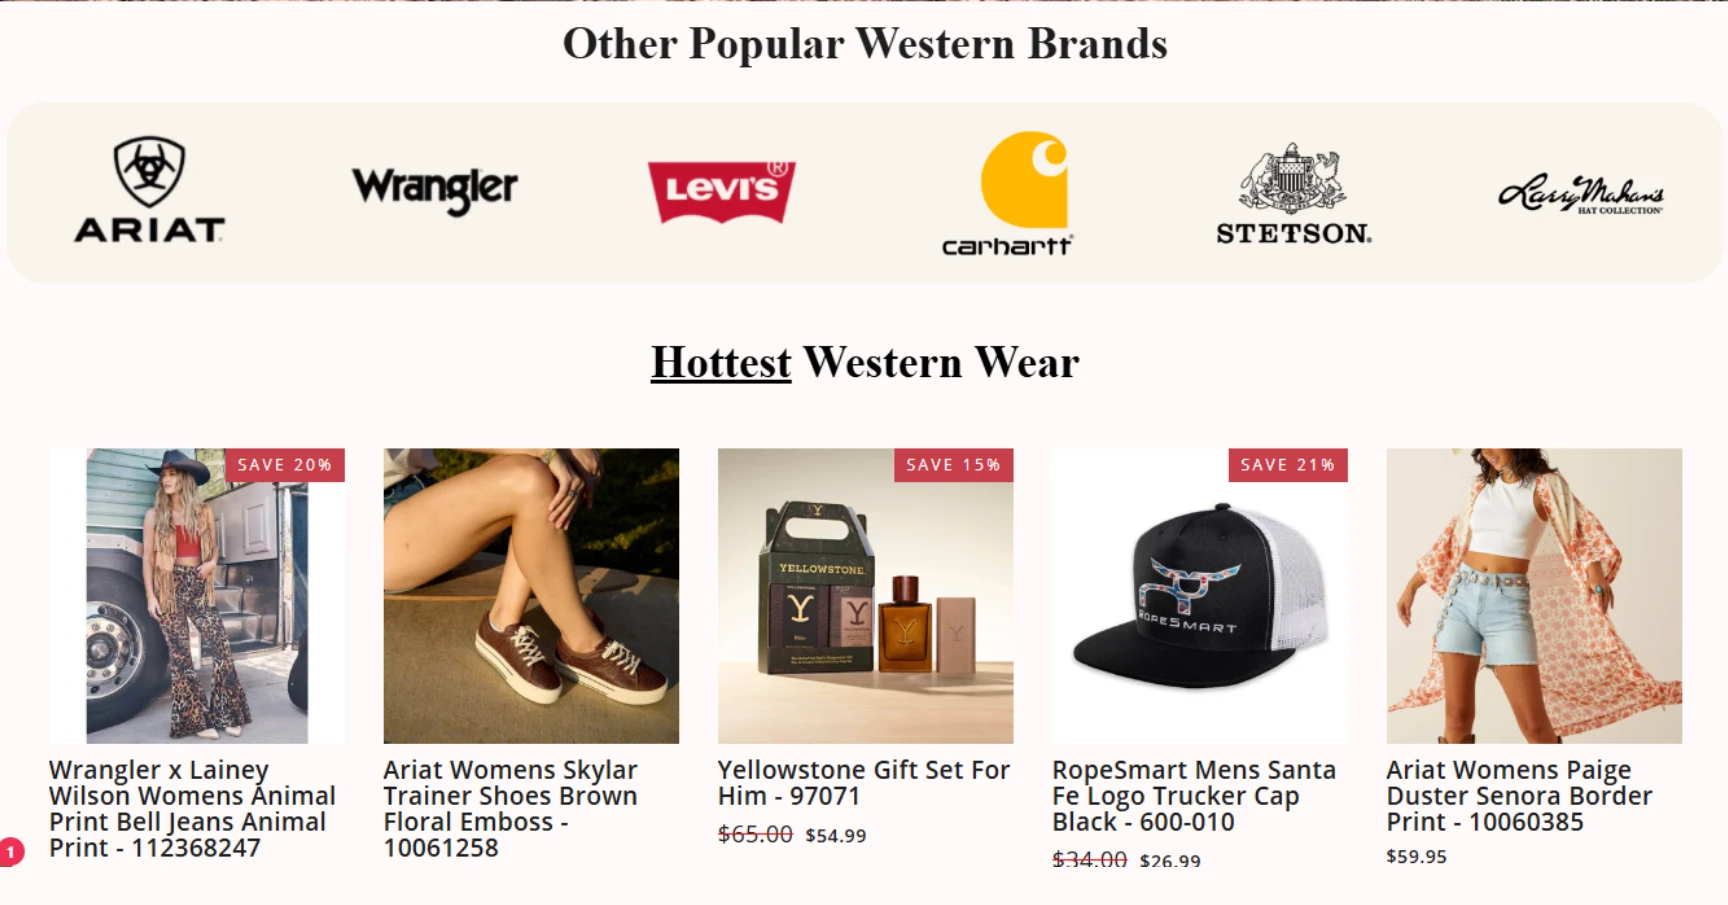 Other Popular Western Brands
ARIAT
Wrangler
LEVI'S ®
carhartt
STETSON.
Larry Mahan's
HAT COLLECTION
Hottest Western Wear
SAVE 20%
SAVE 15%
SAVE 21%
YELLOWSTONE
Y
ROPESMART
Wrangler x Lainey
Wilson Womens Animal
Print Bell Jeans Animal
Print - 112368247
Ariat Womens Skylar
Trainer Shoes Brown
Floral Emboss -
10061258
Yellowstone Gift Set For
Him - 97071
$65.00 $54.99
RopeSmart Mens Santa
Fe Logo Trucker Cap
Black - 600-010
$34.00 $26.99
Ariat Womens Paige
Duster Senora Border
Print - 10060385
$59.95
1